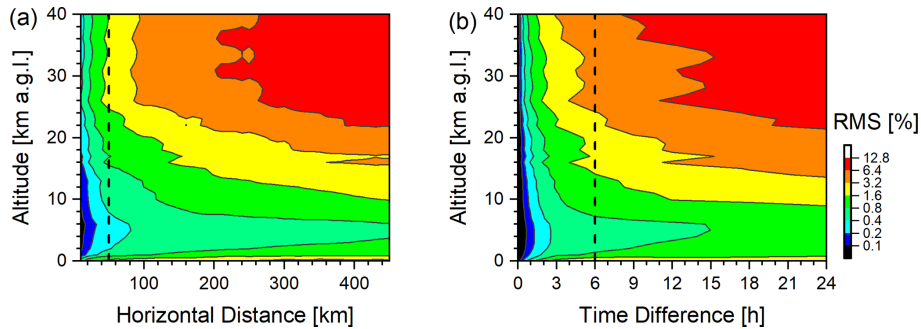 (a)
(b)
Altitude [km a.g.l.]
40
30
20
10
0
100 200 300 400
Horizontal Distance [km]
Altitude [km a.g.l.]
40
30
20
10
0
0 3 6 9 12 15 18 21 24
Time Difference [h]
6
RMS [%]
12.8
6.4
3.2
1.6
0.8
0.4
0.2
0.1